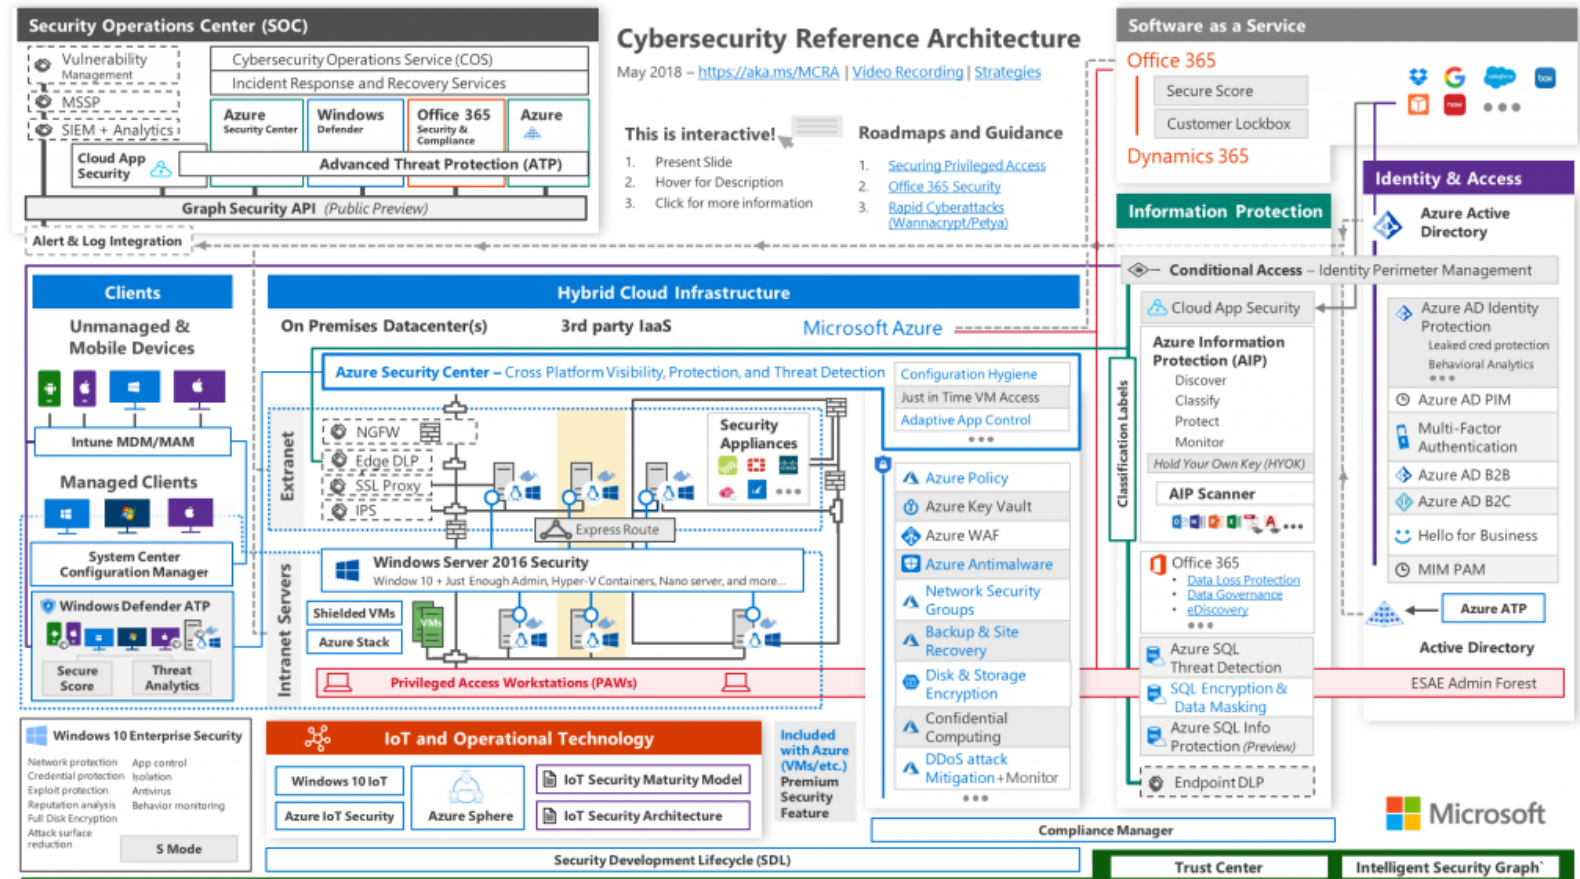 Security Operations Center (SOC)
Vulnerability
Management
MSSP
SIEM + Analytics
Cybersecurity Operations Service (COS)
Incident Response and Recovery Services
Azure
Security Center
Windows
Defender
Office 365
Security &
Compliance
Azure
Cloud App
Security
Advanced Threat Protection (ATP)
Graph Security API (Public Preview)
Alert & Log Integration
Cybersecurity Reference Architecture
May 2018 – https://aka.ms/MCRA | Video Recording | Strategies
This is interactive!
1. Present Slide
2. Hover for Description
3. Click for more information
Roadmaps and Guidance
1. Securing Privileged Access
2. Office 365 Security
3. Rapid Cyberattacks
(Wannacrypt/Petya)
Software as a Service
Office 365
Secure Score
Customer Lockbox
Dynamics 365
salesforce
box
now
Identity & Access
Azure Active
Directory
Information Protection
Conditional Access – Identity Perimeter Management
Clients
Unmanaged &
Mobile Devices
Intune MDM/MAM
Managed Clients
System Center
Configuration Manager
Windows Defender ATP
Secure
Score
Threat
Analytics
Hybrid Cloud Infrastructure
On Premises Datacenter(s)
3rd party IaaS
Microsoft Azure
Azure Security Center – Cross Platform Visibility, Protection, and Threat Detection
Configuration Hygiene
Just in Time VM Access
Adaptive App Control
Extranet
NGFW
Edge DLP
SSL Proxy
IPS
Security
Appliances
Express Route
Intranet Servers
Windows Server 2016 Security
Window 10 + Just Enough Admin, Hyper-V Containers, Nano server, and more...
Shielded VMs
Azure Stack
VMs
Privileged Access Workstations (PAWs)
Azure Policy
Azure Key Vault
Azure WAF
Azure Antimalware
Network Security
Groups
Backup & Site
Recovery
Disk & Storage
Encryption
Confidential
Computing
DDoS attack
Mitigation +Monitor
Classification Labels
Cloud App Security
Azure Information
Protection (AIP)
Discover
Classify
Protect
Monitor
Hold Your Own Key (HYOK)
AIP Scanner
Office 365
• Data Loss Protection
• Data Governance
• eDiscovery
Azure SQL
Threat Detection
SQL Encryption &
Data Masking
Azure SQL Info
Protection (Preview)
Endpoint DLP
Azure AD Identity
Protection
Leaked cred protection
Behavioral Analytics
Azure AD PIM
Multi-Factor
Authentication
Azure AD B2B
Azure AD B2C
Hello for Business
MIM PAM
Azure ATP
Active Directory
ESAE Admin Forest
Windows 10 Enterprise Security
Network protection
Credential protection
Exploit protection
Reputation analysis
Full Disk Encryption
Attack surface
reduction
App control
Isolation
Antivirus
Behavior monitoring
S Mode
IoT and Operational Technology
Windows 10 IoT
Azure IoT Security
Azure Sphere
IoT Security Maturity Model
IoT Security Architecture
Included
with Azure
(VMs/etc.)
Premium
Security
Feature
Compliance Manager
Security Development Lifecycle (SDL)
Microsoft
Trust Center
Intelligent Security Graph`